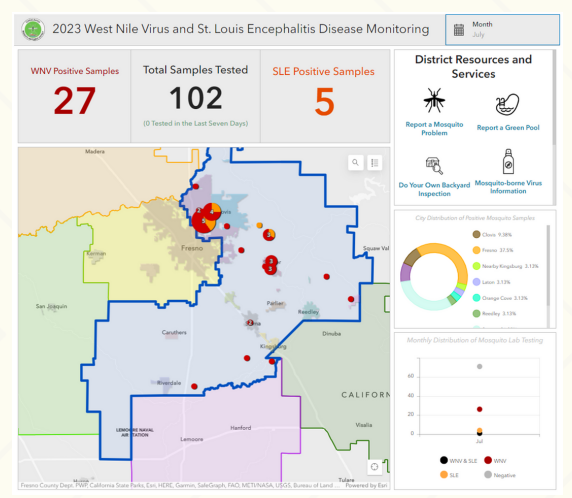 2023 West Nile Virus and St. Louis Encephalitis Disease Monitoring
Month
July
WNV Positive Samples
27
Total Samples Tested
102
(0 Tested in the Last Seven Days)
SLE Positive Samples
5
District Resources and
Services
Report a Mosquito
Problem
Report a Green Pool
Do Your Own Backyard
Inspection
Mosquito-borne Virus
Information
Madera
Fresno
Kerman
Square Val
San Joaquin
Parlier
Reedley
Caruthers
Dinuba
Kingsburg
Riverdale
CALIFORN
LEMOORE NAVAL
AIR STATION
Lemoore
Hanford
Visalia
Tulare
3
3
Fresno County Dept. PWP, California State Parks, Esri, HERE, Garmin, SafeGraph, FAO, METI/NASA, USGS, Bureau of Land ...
Powered by Esri
City Distribution of Positive Mosquito Samples
Clovis 9.38%
Fresno 37.5%
Nearby Kingsburg 3.13%
Laton 3.13%
Orange Cove 3.13%
Reedley 3.13%
Monthly Distribution of Mosquito Lab Testing
60
40
20
0
Jul
WNV & SLE
WNV
SLE
Negative